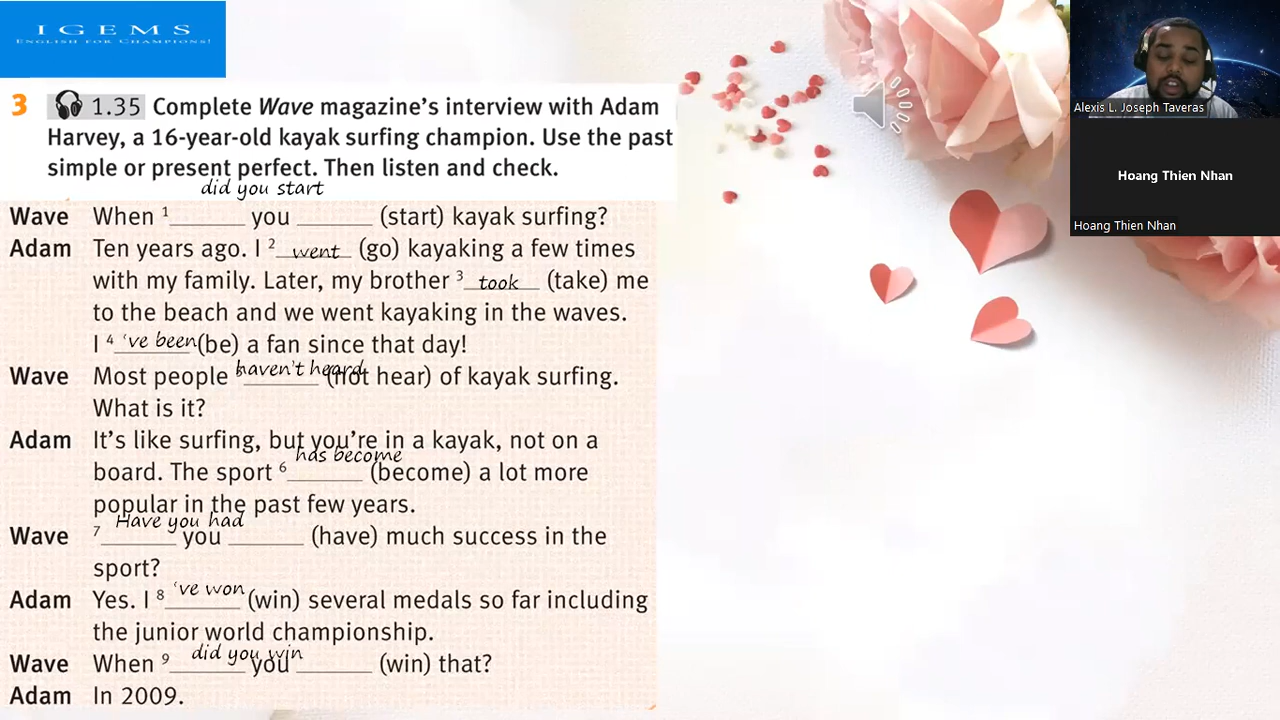 IGEMS
ENGLISH FOR CHAMPIONS!
3 1.35 Complete Wave magazine's interview with Adam
Harvey, a 16-year-old kayak surfing champion. Use the past
simple or present perfect. Then listen and check.
did you start
Wave When 1______ you ______ (start) kayak surfing?
Adam Ten years ago. I 2 went (go) kayaking a few times
with my family. Later, my brother 3 took (take) me
to the beach and we went kayaking in the waves.
I 4 've been (be) a fan since that day!
haven't heard
Wave Most people ______ (not hear) of kayak surfing.
What is it?
Adam It's like surfing, but you're in a kayak, not on a
has become
board. The sport 6______ (become) a lot more
popular in the past few years.
Have you had
Wave 7______ you ______ (have) much success in the
sport?
Adam Yes. I 8 've won (win) several medals so far including
the junior world championship.
did you win
Wave When 9______ you ______ (win) that?
Adam In 2009.
Alexis L. Joseph Taveras
Hoang Thien Nhan
Hoang Thien Nhan